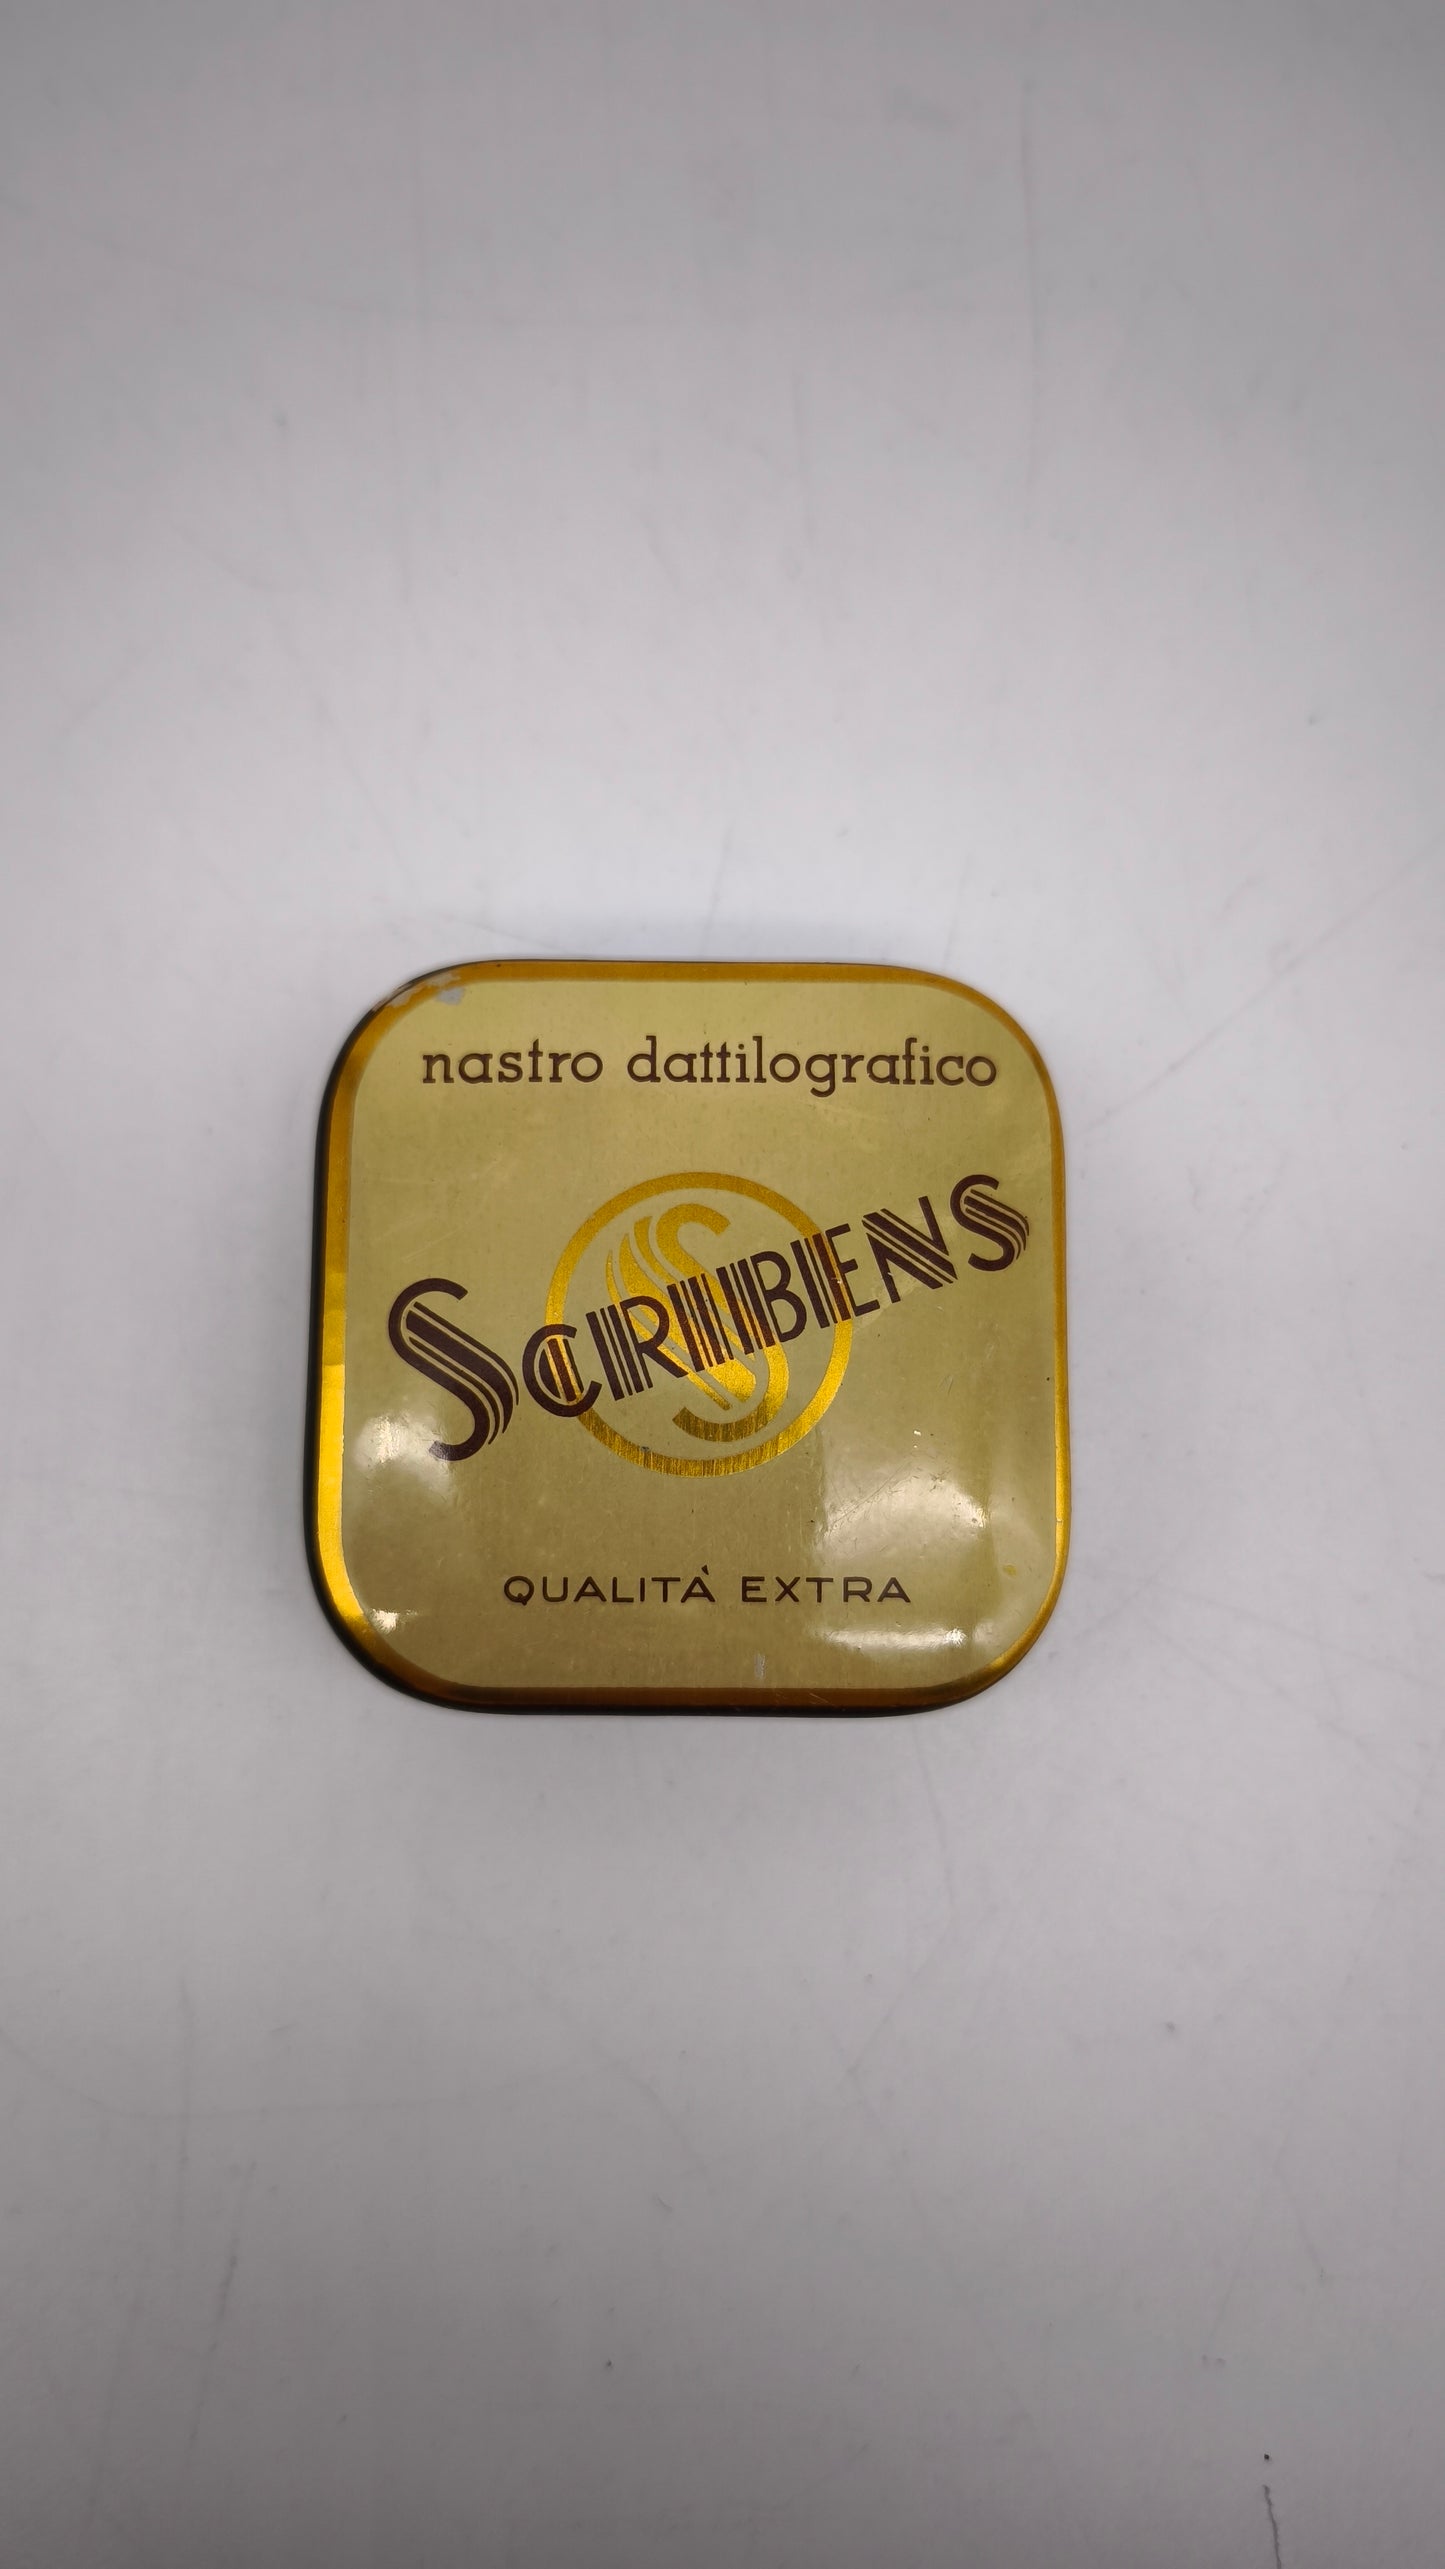 nastro dattilografico
S
SCRIBENS
QUALITÀ EXTRA